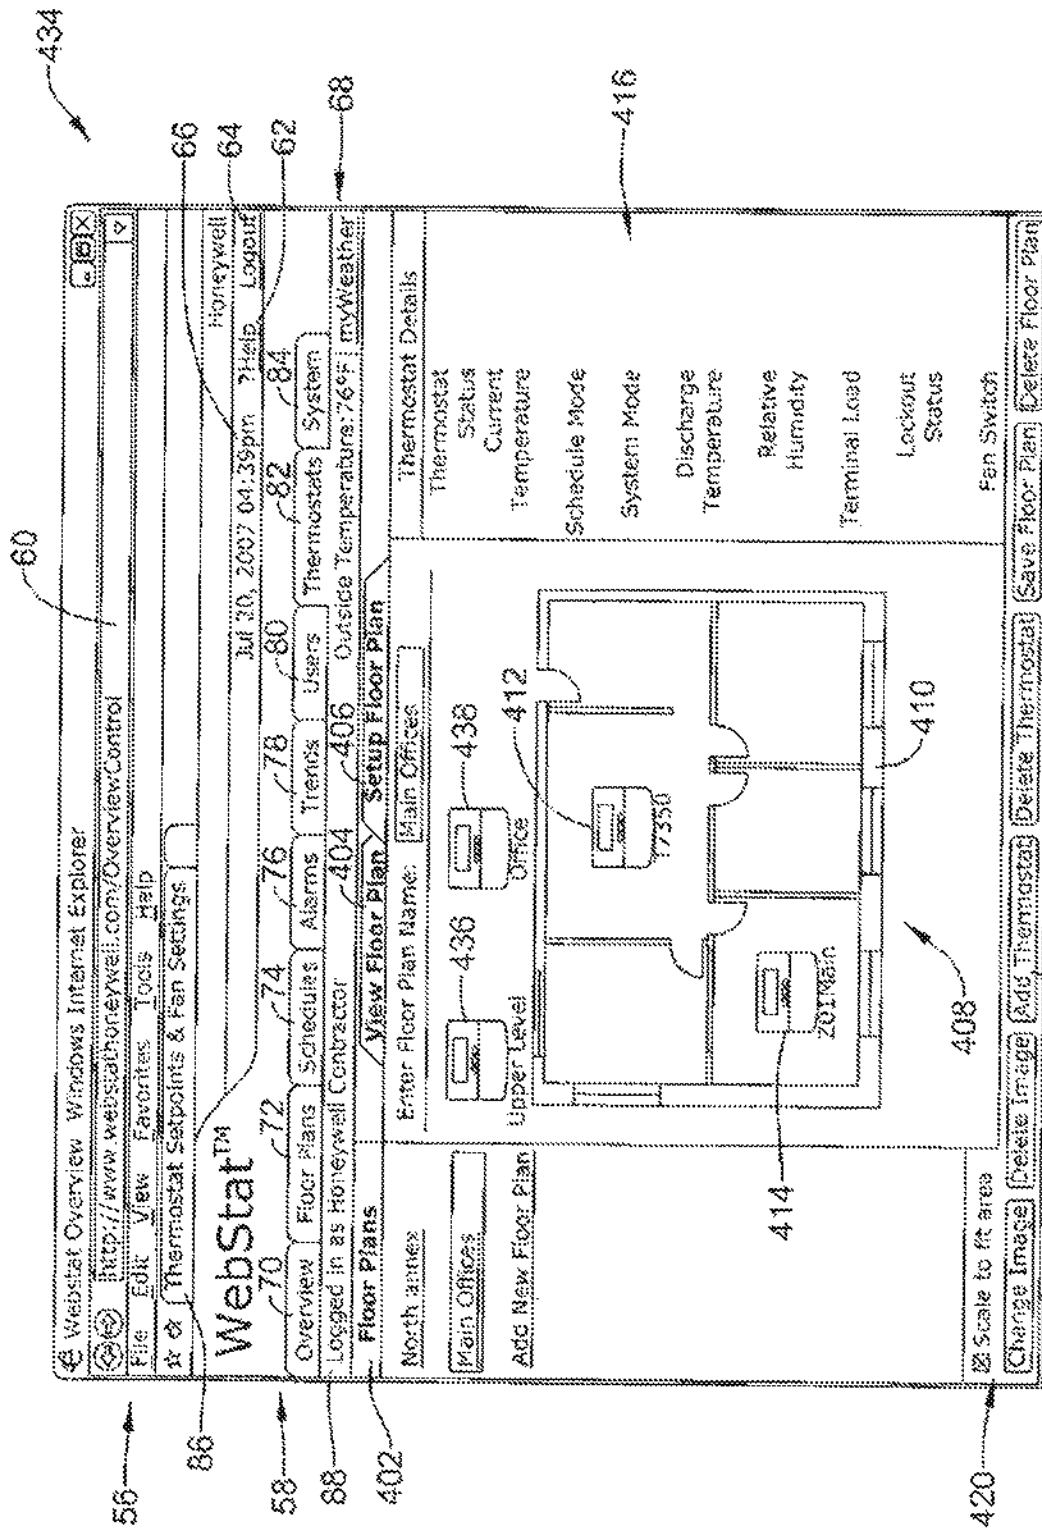 434
60
66
64
62
Webstat Overview Windows Internet Explorer
http://www.webstathoneywell.com/OverviewControl
File Edit View Favorites Tools Help
Thermostat Setpoints & Fan Settings
56
86
Honeywell
WebStat™
Jul 20, 2007 04:39pm ?Help Logout
58
70 72 74 76 78 80 82 84
Overview Floor Plans Schedules Alarms Trends Users Thermostats System
68
88
Logged in as Honeywell Contractor
Outside Temperature:76°F| myWeather
402
404
406
Floor Plans
View Floor Plan
Setup Floor Plan
North annex
Main Offices
Add New Floor Plan
Enter Floor Plan Name: Main Offices
436
438
Upper Level
Office
412
T7350
414
201Main
408
410
Thermostat Details
Thermostat
Status
Current
Temperature
Schedule Mode
System Mode
Discharge
Temperature
Relative
Humidity
Terminal Load
Lockout
Status
Fan Switch
416
Scale to fit area
420
Change Image Delete Image Add Thermostat Delete Thermostat Save Floor Plan Delete Floor Plan